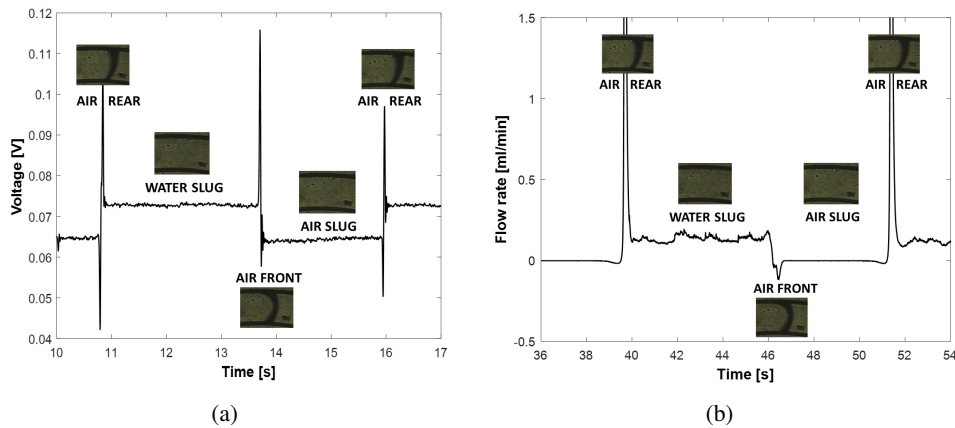 0.12
0.11
0.1
0.09
0.08
0.07
0.06
0.05
0.04
Voltage [V]
AIR REAR
WATER SLUG
AIR SLUG
AIR FRONT
AIR REAR
10 11 12 13 14 15 16 17
Time [s]
(a)
1.5
1
0.5
0
-0.5
Flow rate [ml/min]
AIR REAR
AIR REAR
WATER SLUG
AIR SLUG
AIR FRONT
36 38 40 42 44 46 48 50 52 54
Time [s]
(b)